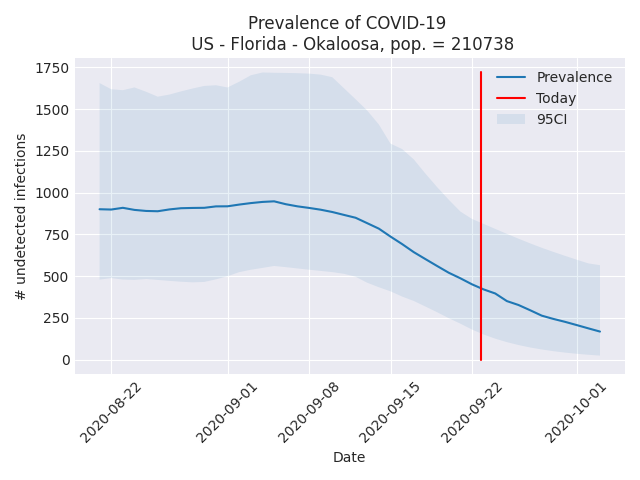 Prevalence of COVID-19
US - Florida - Okaloosa, pop. = 210738
1750
1500
1250
1000
750
500
250
0
# undetected infections
Prevalence
Today
95CI
2020-08-22
2020-09-01
2020-09-08
2020-09-15
2020-09-22
2020-10-01
Date